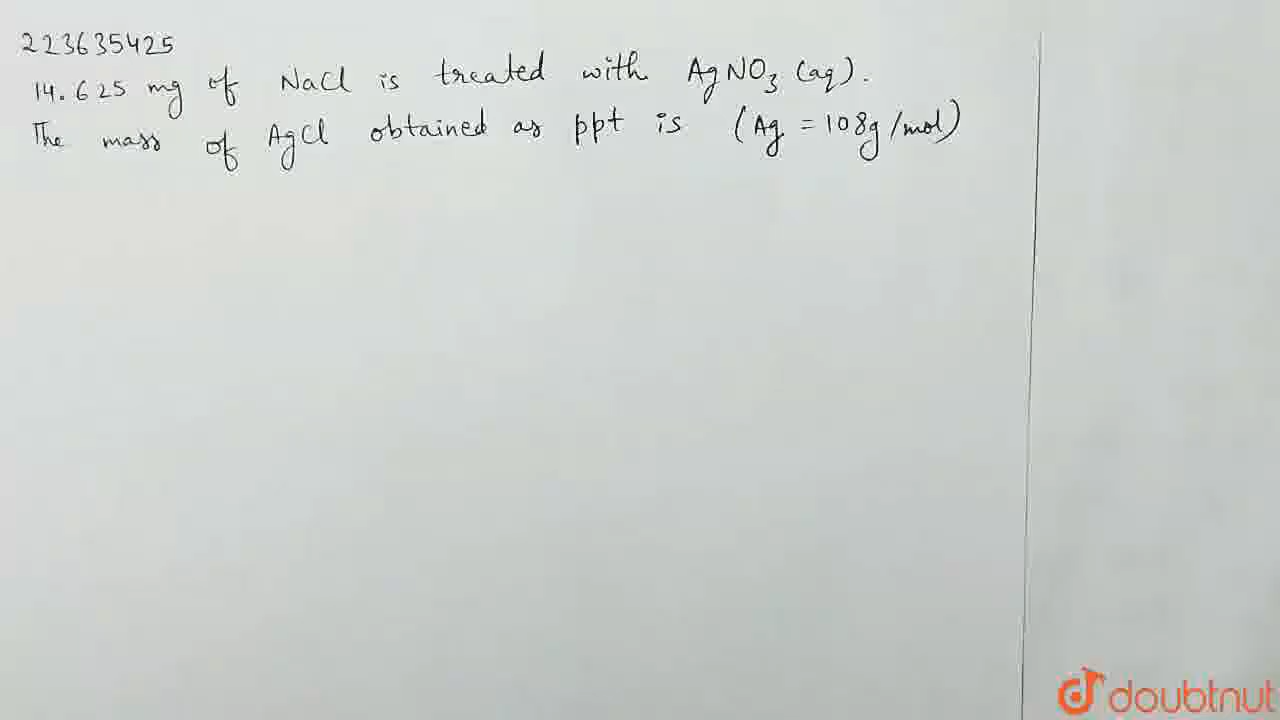 223635425
14.625 mg of NaCl is treated with AgNO₃ (aq).
The mass of AgCl obtained as ppt is (Ag = 108g/mol)
doubtnut